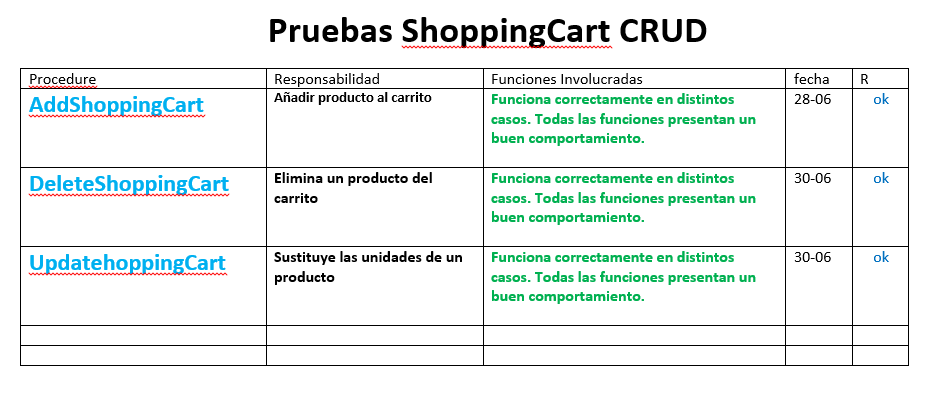 Pruebas ShoppingCart CRUD
Procedure Responsabilidad Funciones Involucradas fecha R
AddShoppingCart Añadir producto al carrito Funciona correctamente en distintos 28-06 ok
casos. Todas las funciones presentan un
buen comportamiento.
DeleteShoppingCart Elimina un producto del Funciona correctamente en distintos 30-06 ok
carrito casos. Todas las funciones presentan un
buen comportamiento.
UpdatehoppingCart Sustituye las unidades de un Funciona correctamente en distintos 30-06 ok
producto casos. Todas las funciones presentan un
buen comportamiento.